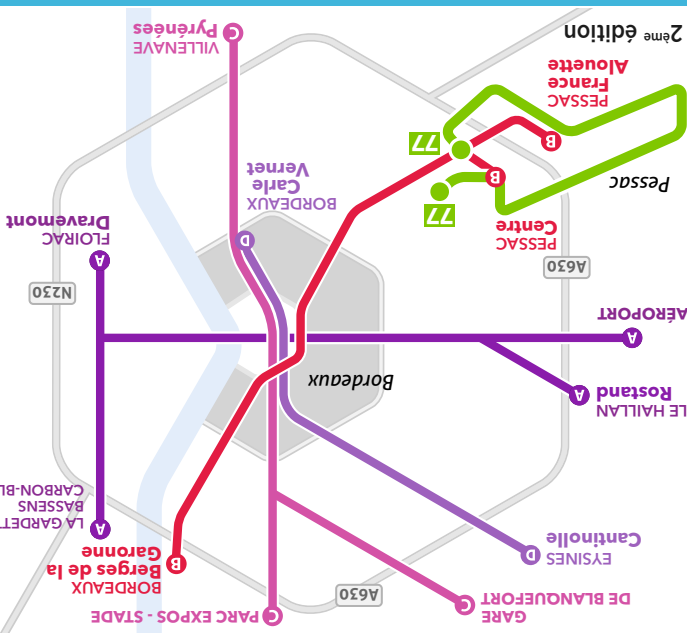 C
GARE
DE BLANQUEFORT
C
PARC EXPOS - STADE
A630
EYSINES
Cantinolle
D
B
BORDEAUX
Berges de la
Garonne
A
LA GARDET
BASSENS
CARBON-BL
LE HAILLAN
Rostand
A
Bordeaux
AÉROPORT
A
A630
N230
A
FLOIRAC
Dravemont
D
BORDEAUX
Carle
Vernet
PESSAC
Centre
B
77
Pessac
77
B
PESSAC
France
Alouette
C
VILLENAVE
Pyrénées
2ème édition